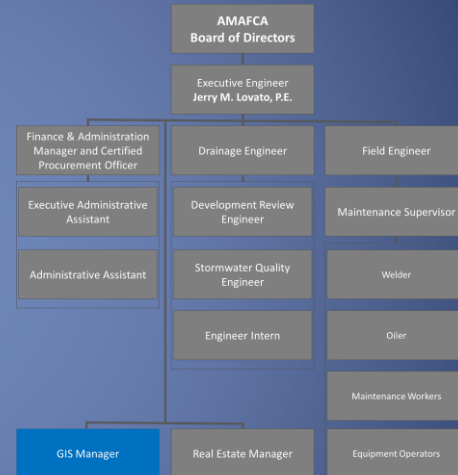 AMAFCA
Board of Directors
Executive Engineer
Jerry M. Lovato, P.E.
Finance & Administration
Manager and Certified
Procurement Officer
Drainage Engineer
Field Engineer
Executive Administrative
Assistant
Development Review
Engineer
Maintenance Supervisor
Administrative Assistant
Stormwater Quality
Engineer
Welder
Engineer Intern
Oiler
Maintenance Workers
GIS Manager
Real Estate Manager
Equipment Operators